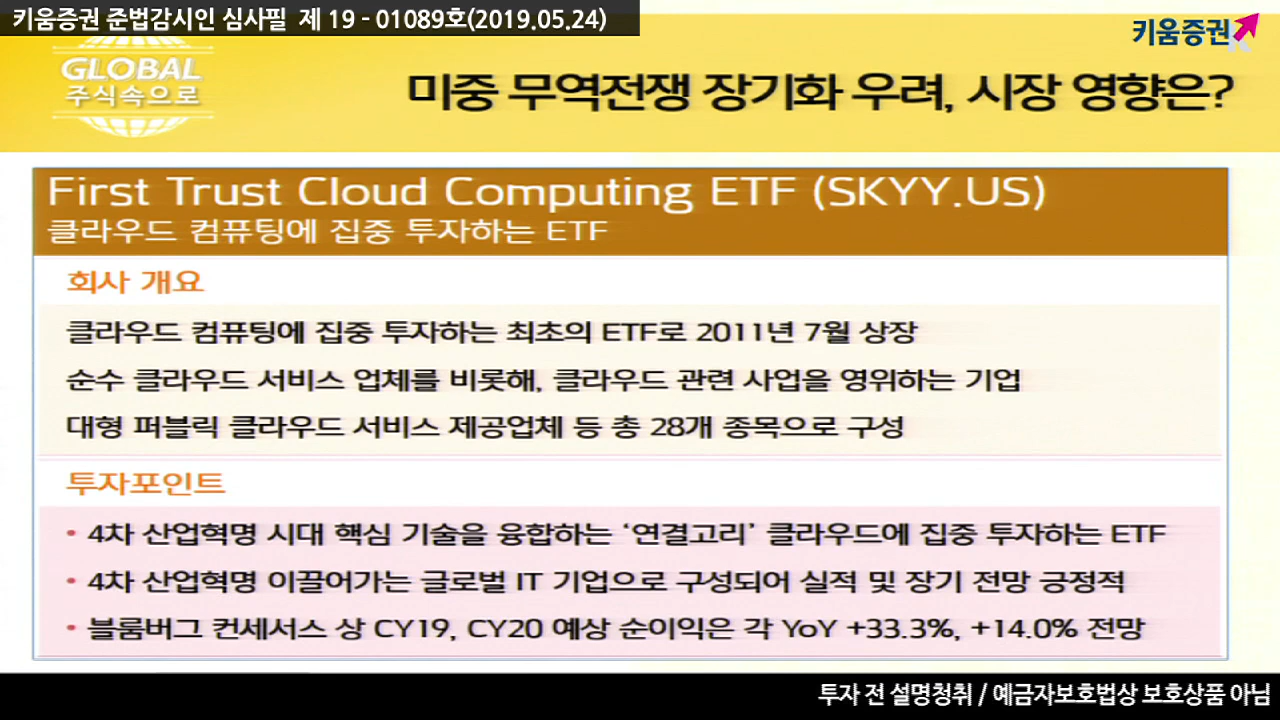 키움증권 준법감시인 심사필 제 19 - 01089호(2019.05.24)
키움증권
GLOBAL
주식속으로
미중 무역전쟁 장기화 우려, 시장 영향은?
First Trust Cloud Computing ETF (SKYY.US)
클라우드 컴퓨팅에 집중 투자하는 ETF
회사 개요
클라우드 컴퓨팅에 집중 투자하는 최초의 ETF로 2011년 7월 상장
순수 클라우드 서비스 업체를 비롯해, 클라우드 관련 사업을 영위하는 기업
대형 퍼블릭 클라우드 서비스 제공업체 등 총 28개 종목으로 구성
투자포인트
• 4차 산업혁명 시대 핵심 기술을 융합하는 ‘연결고리’ 클라우드에 집중 투자하는 ETF
• 4차 산업혁명 이끌어가는 글로벌 IT 기업으로 구성되어 실적 및 장기 전망 긍정적
• 블룸버그 컨세서스 상 CY19, CY20 예상 순이익은 각 YoY +33.3%, +14.0% 전망
투자 전 설명청취 / 예금자보호법상 보호상품 아님